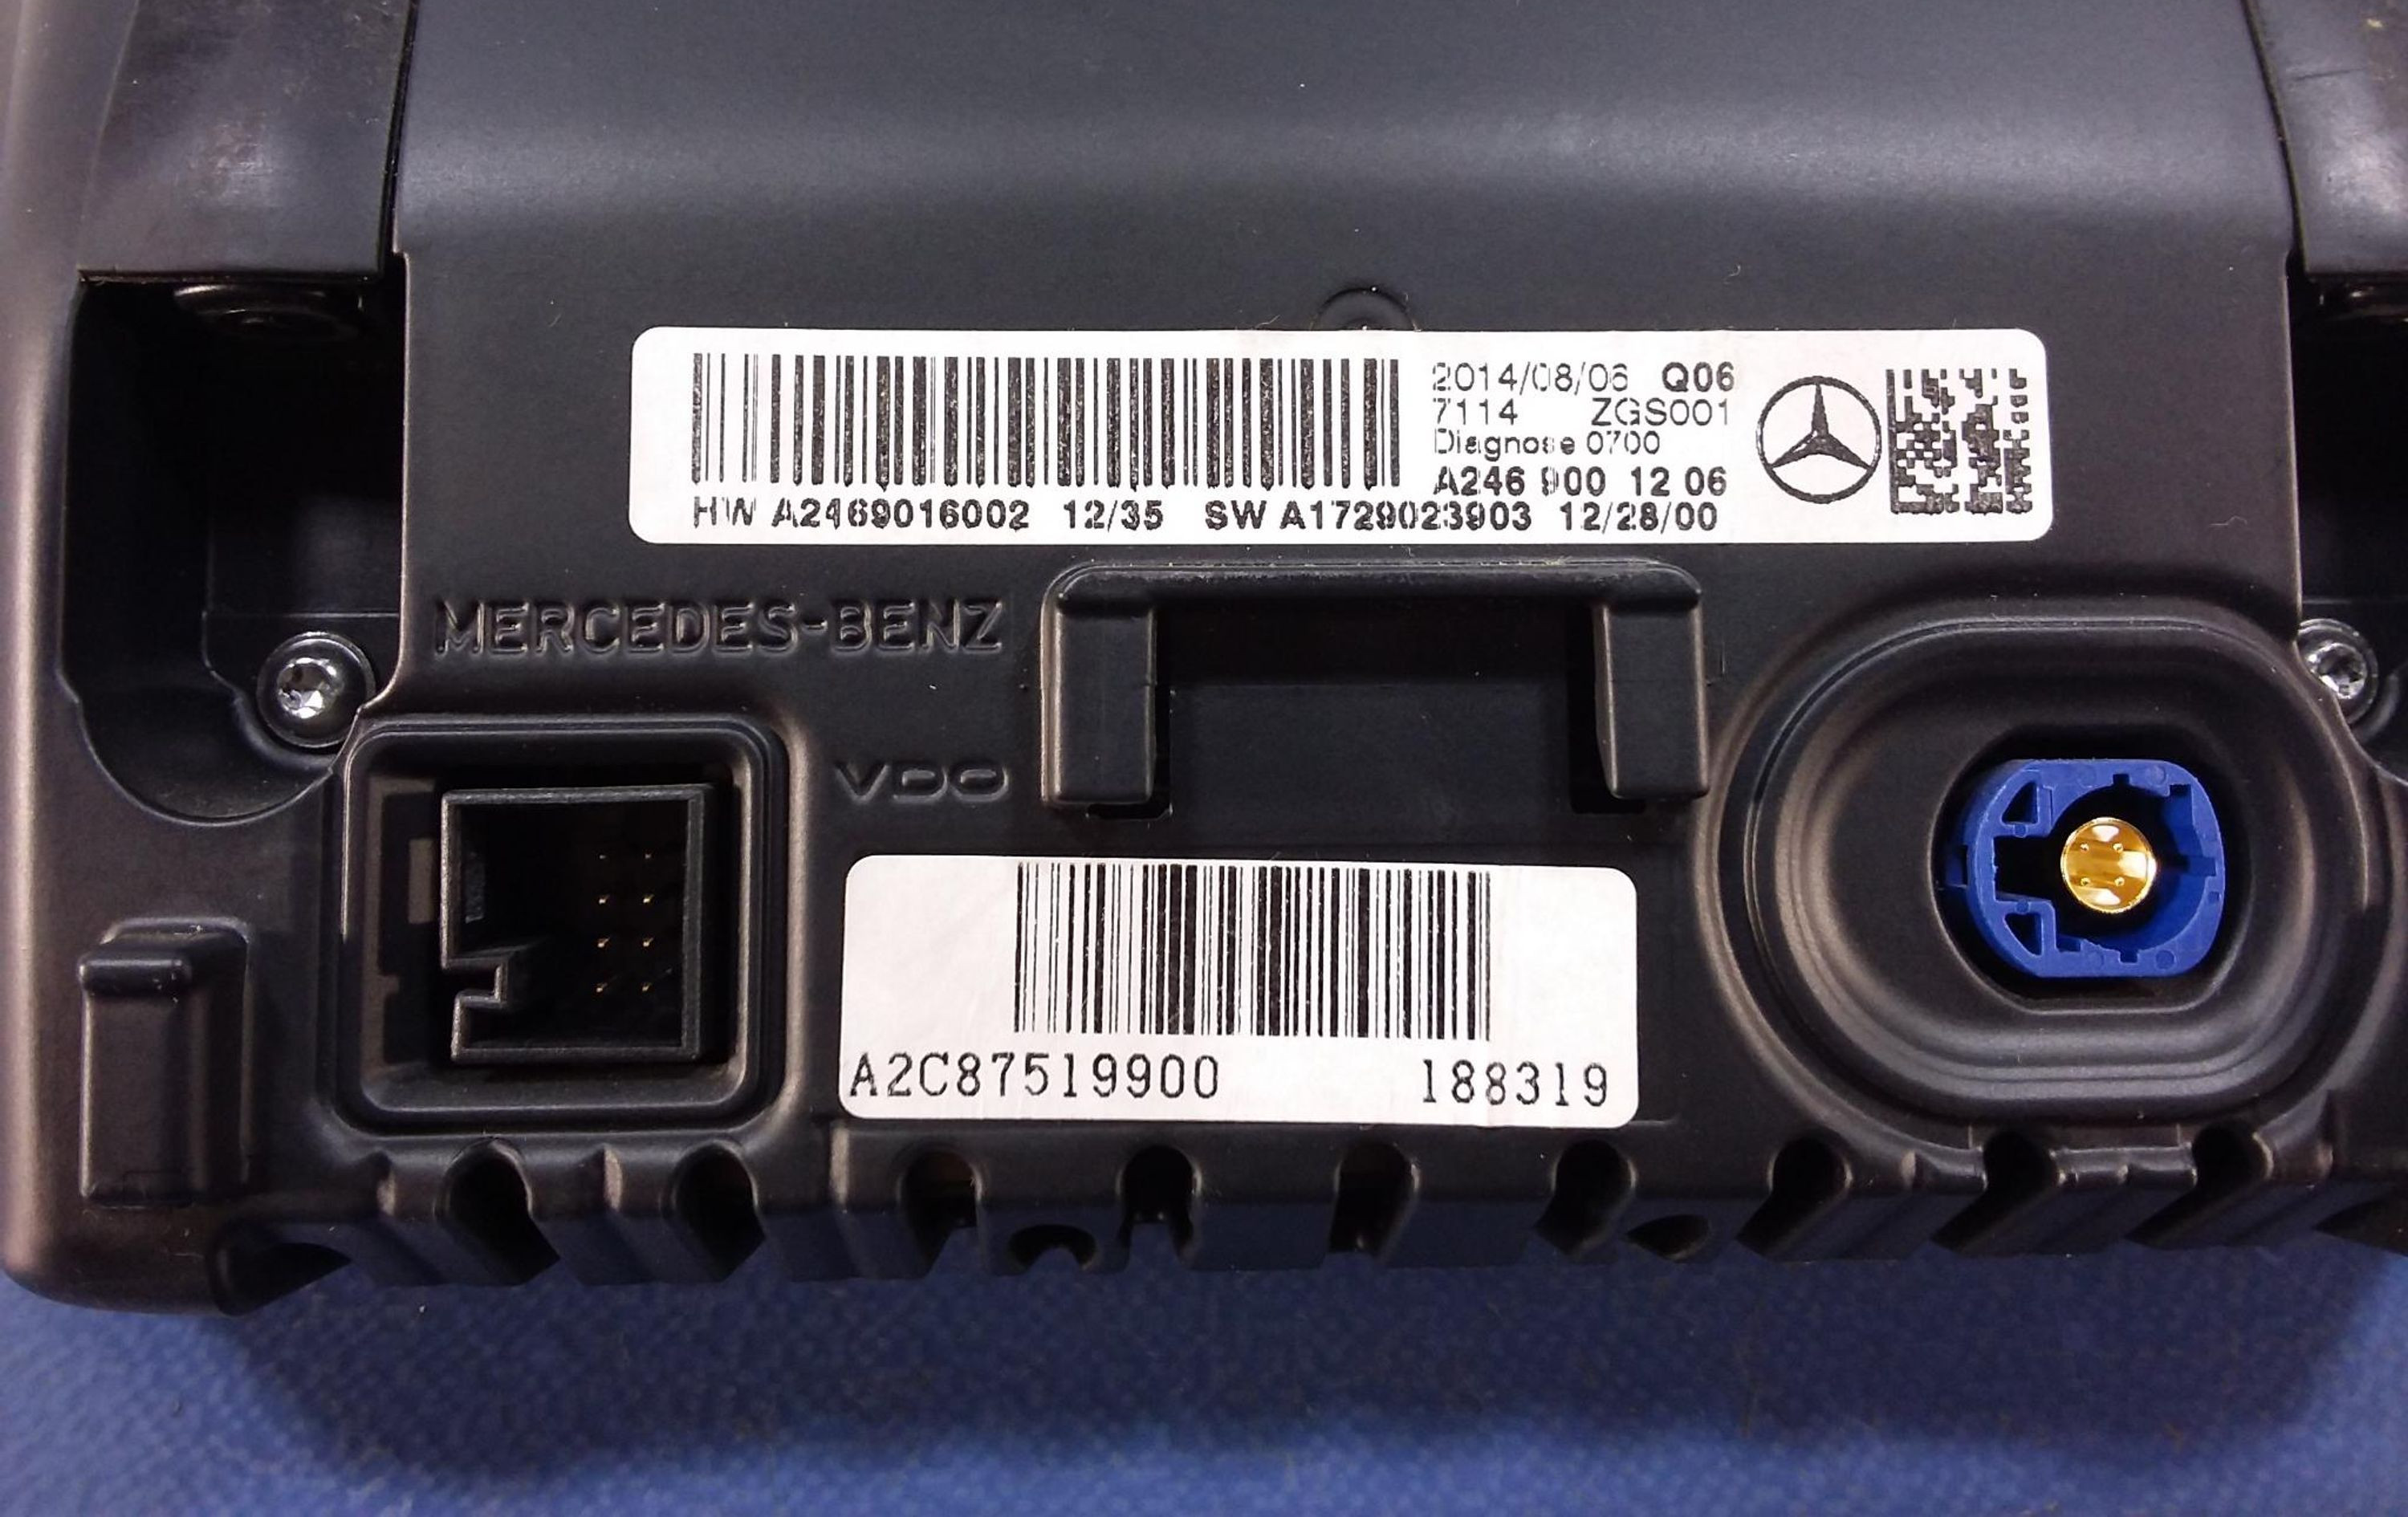 2014/08/06 Q06
7114 ZGS001
Diagnose 0700
A246 900 12 06
HW A2469016002 12/35 SW A1729023903 12/28/00
MERCEDES-BENZ
VDO
A2C87519900 188319